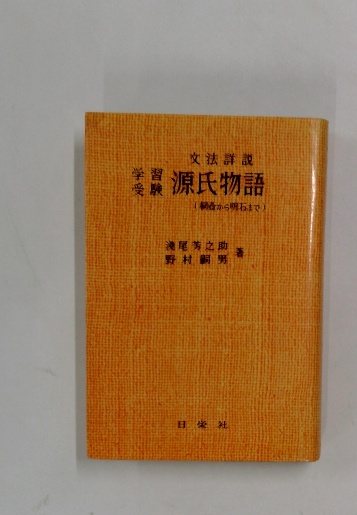 文法詳説
学習
受験
源氏物語
(桐壺から明石まで)
湊尾芳之助
野村嗣男
著
日栄社